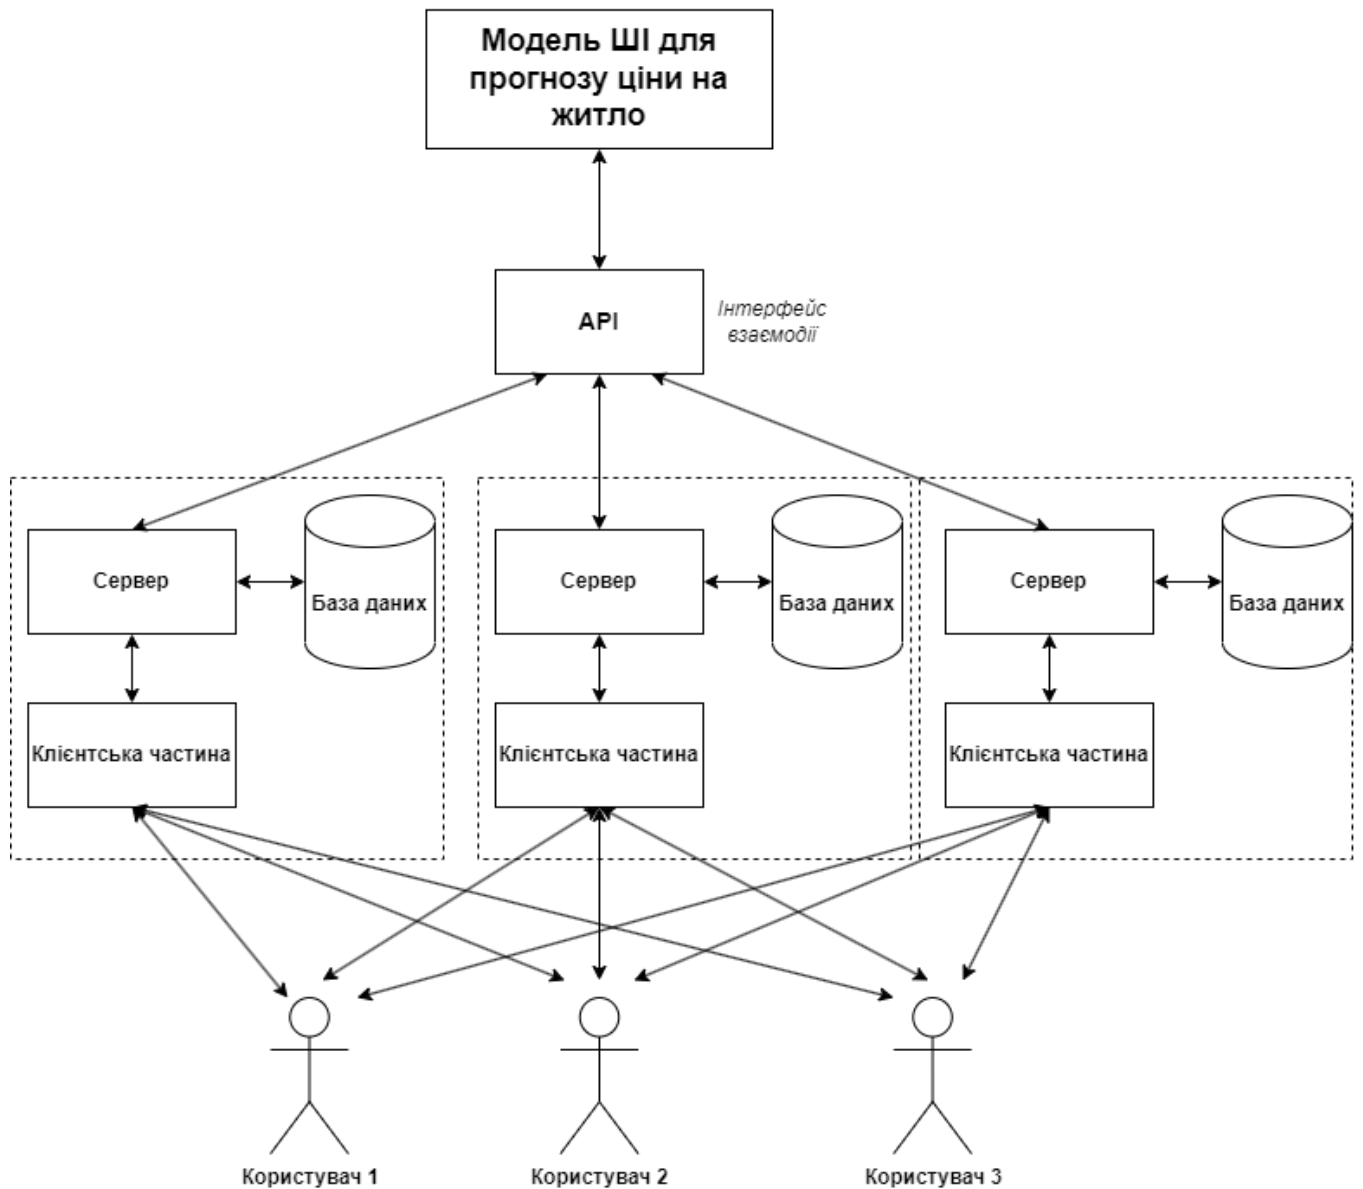 Модель ШІ для
прогнозу ціни на
житло
API
Інтерфейс
взаємодії
Сервер
База даних
Сервер
База даних
Сервер
База даних
Клієнтська частина
Клієнтська частина
Клієнтська частина
Користувач 1
Користувач 2
Користувач 3